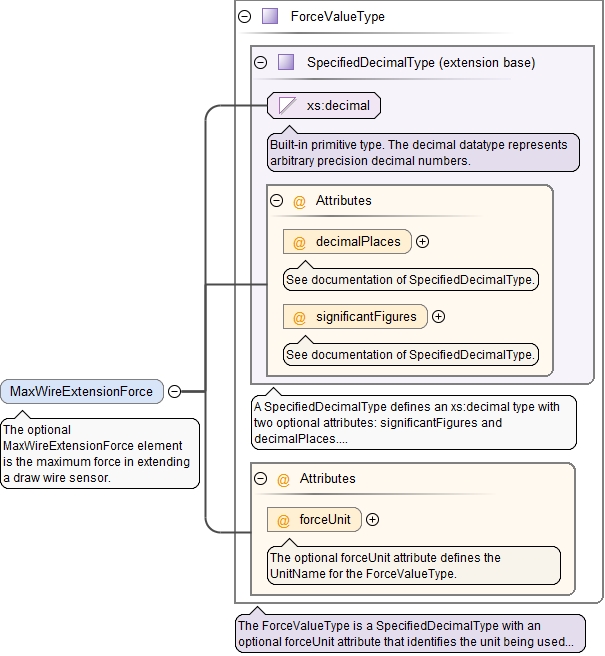 ForceValueType
SpecifiedDecimalType (extension base)
xs:decimal
Built-in primitive type. The decimal datatype represents
arbitrary precision decimal numbers.
@ Attributes
@ decimalPlaces
See documentation of SpecifiedDecimalType.
@ significantFigures
See documentation of SpecifiedDecimalType.
MaxWireExtensionForce
The optional
MaxWireExtensionForce element
is the maximum force in extending
a draw wire sensor.
A SpecifiedDecimalType defines an xs:decimal type with
two optional attributes: significantFigures and
decimalPlaces....
@ Attributes
@ forceUnit
The optional forceUnit attribute defines the
UnitName for the ForceValueType.
The ForceValueType is a SpecifiedDecimalType with an
optional forceUnit attribute that identifies the unit being used...